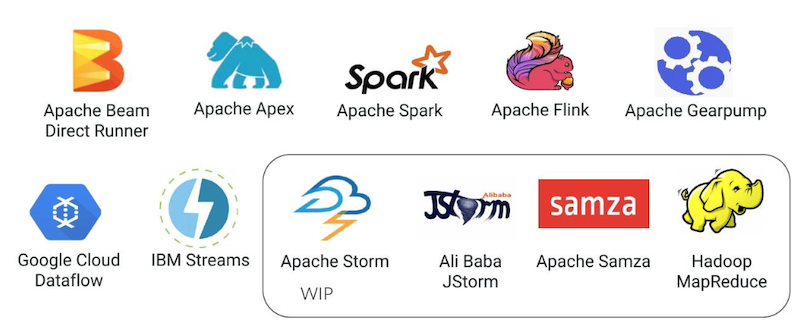 Spark
Apache Beam
Direct Runner
Apache Apex
Apache Spark
Apache Flink
Apache Gearpump
Alibaba
JStorm
samza
Google Cloud
Dataflow
IBM Streams
Apache Storm
WIP
Ali Baba
JStorm
Apache Samza
Hadoop
MapReduce